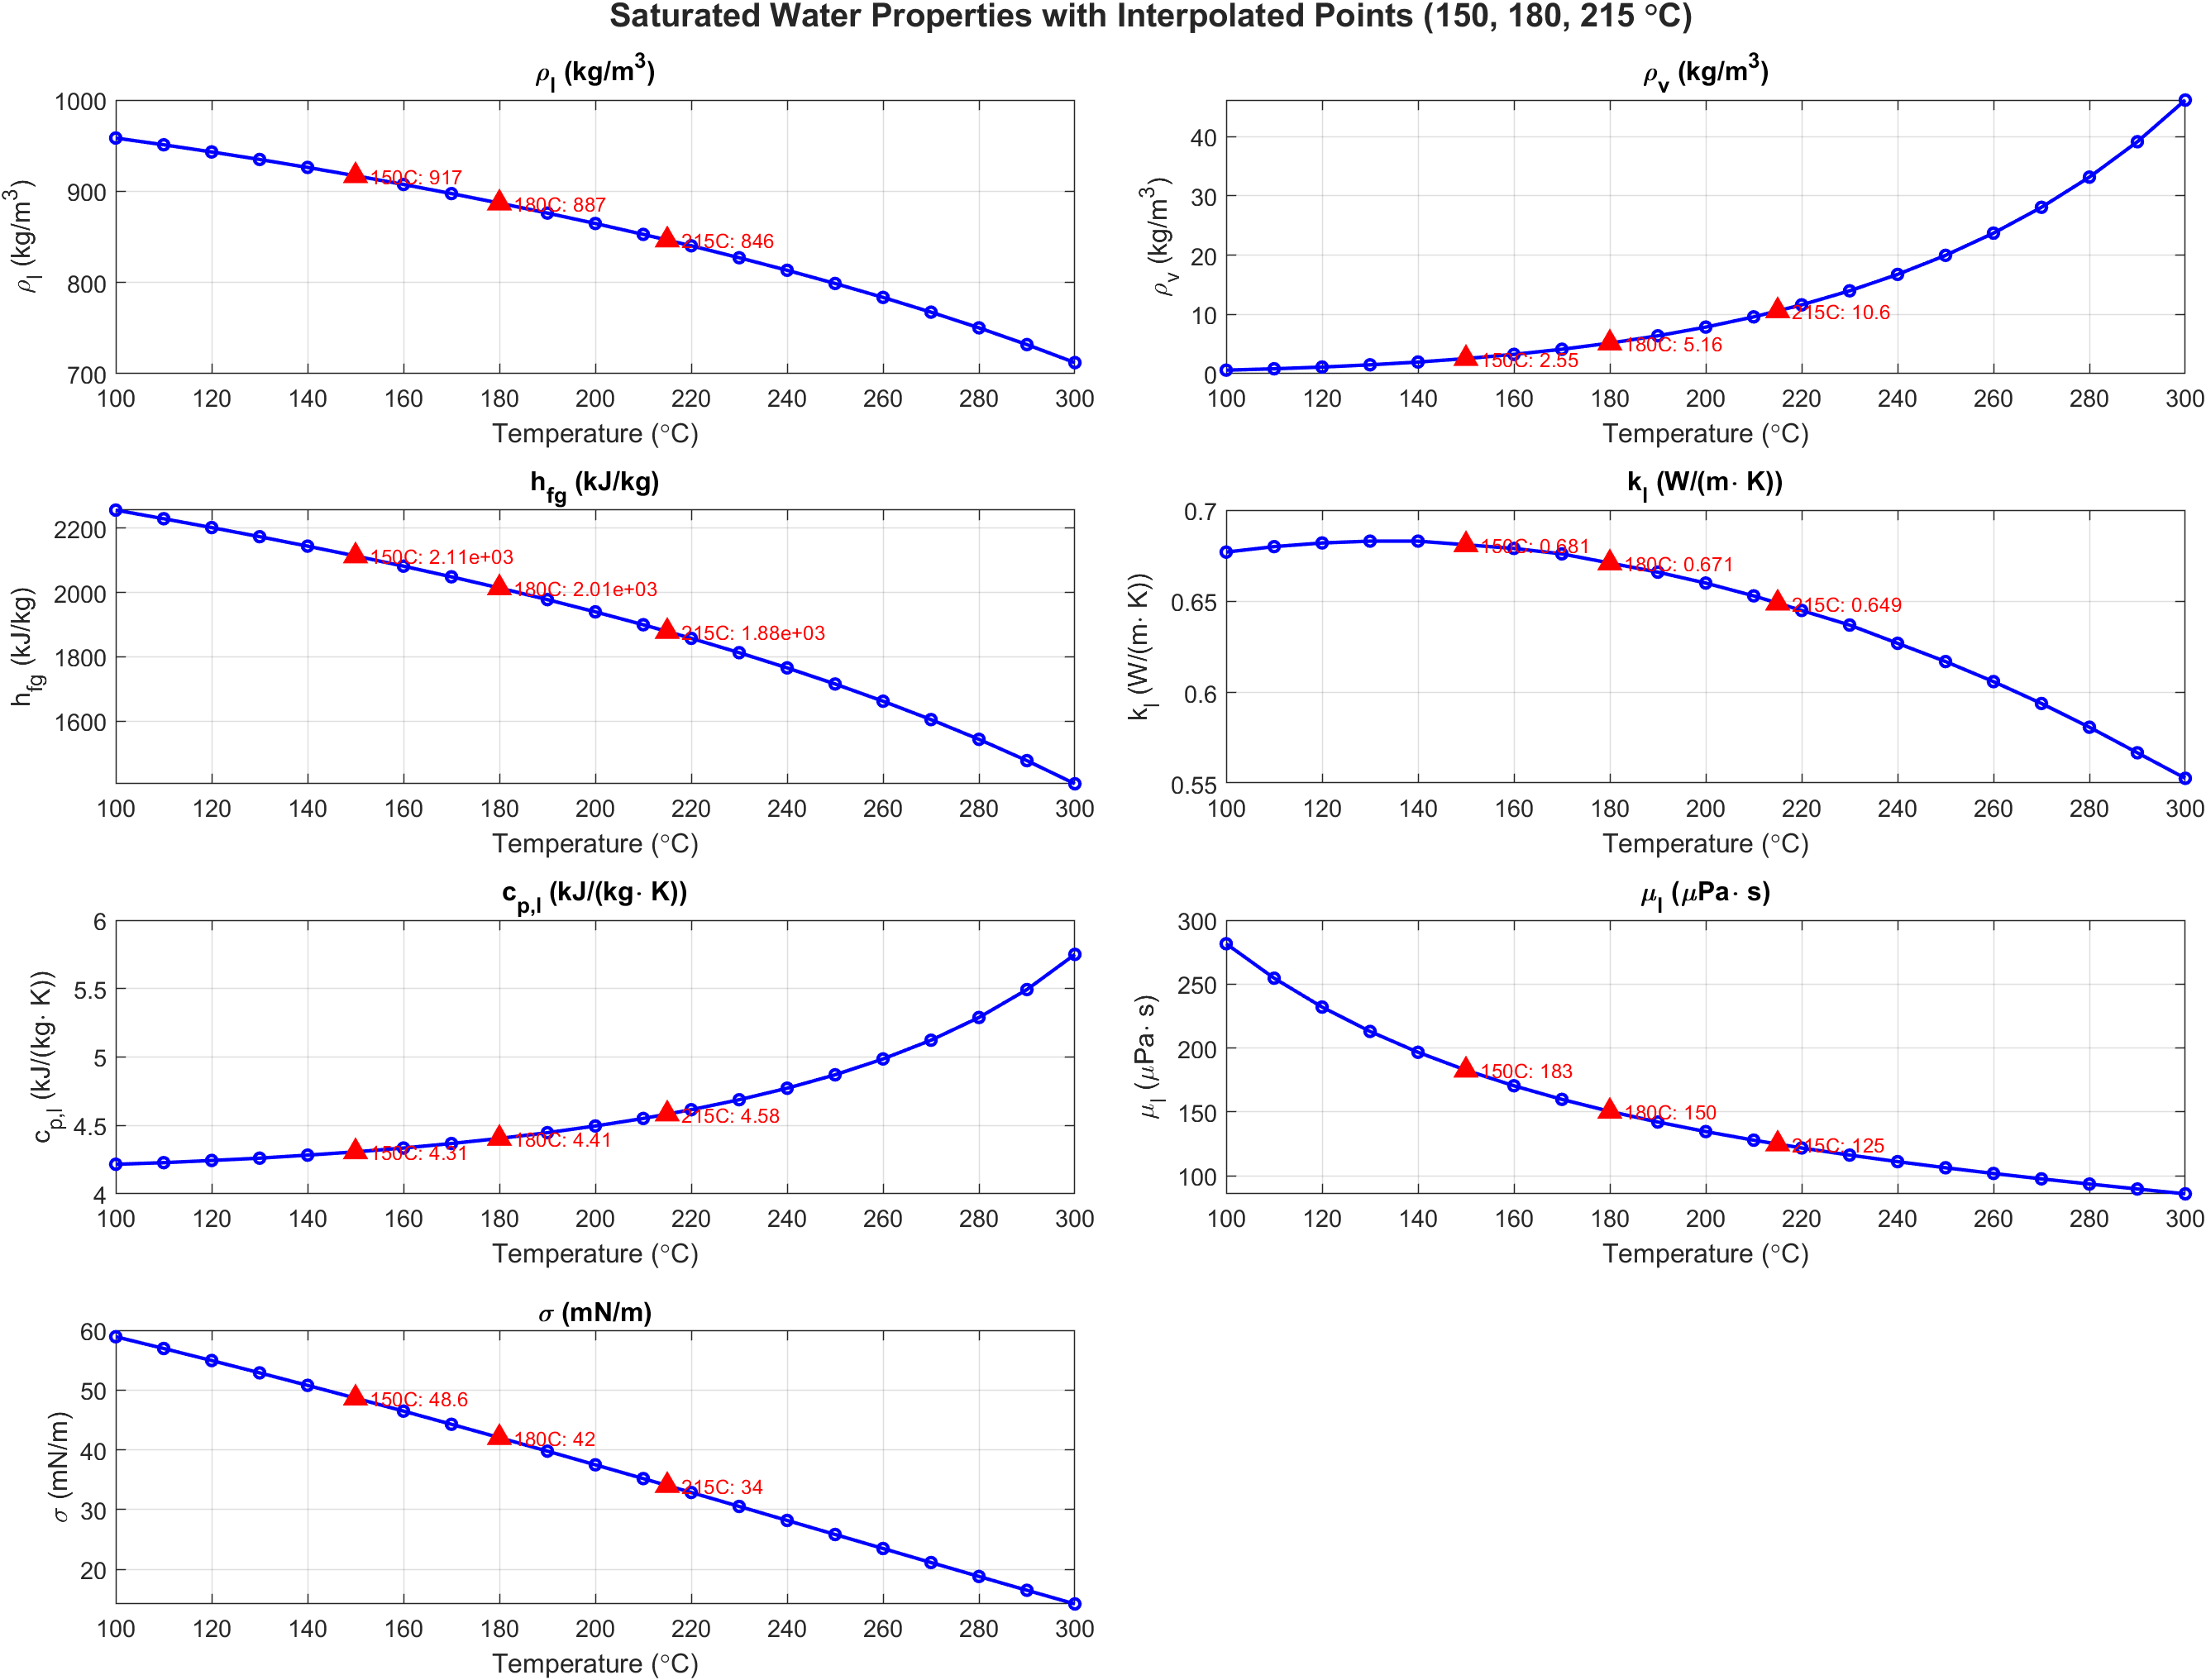 Saturated Water Properties with Interpolated Points (150, 180, 215 °C)
ρl (kg/m3)
ρl (kg/m3)
1000
900
800
700
150C: 917
180C: 887
215C: 846
100 120 140 160 180 200 220 240 260 280 300
Temperature (°C)
ρv (kg/m3)
ρv (kg/m3)
40
30
20
10
0
150C: 2.55
180C: 5.16
215C: 10.6
100 120 140 160 180 200 220 240 260 280 300
Temperature (°C)
hfg (kJ/kg)
hfg (kJ/kg)
2200
2000
1800
1600
150C: 2.11e+03
180C: 2.01e+03
215C: 1.88e+03
100 120 140 160 180 200 220 240 260 280 300
Temperature (°C)
kl (W/(m· K))
kl (W/(m· K))
0.7
0.65
0.6
0.55
150C: 0.681
180C: 0.671
215C: 0.649
100 120 140 160 180 200 220 240 260 280 300
Temperature (°C)
cp,l (kJ/(kg· K))
cp,l (kJ/(kg· K))
6
5.5
5
4.5
4
150C: 4.31
180C: 4.41
215C: 4.58
100 120 140 160 180 200 220 240 260 280 300
Temperature (°C)
μl (μPa· s)
μl (μPa· s)
300
250
200
150
100
150C: 183
180C: 150
215C: 125
100 120 140 160 180 200 220 240 260 280 300
Temperature (°C)
σ (mN/m)
σ (mN/m)
60
50
40
30
20
150C: 48.6
180C: 42
215C: 34
100 120 140 160 180 200 220 240 260 280 300
Temperature (°C)